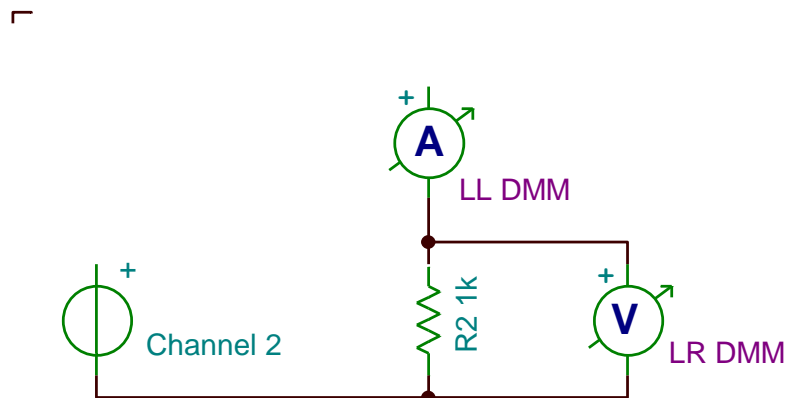 +
A
LL DMM
+
Channel 2
R2 1k
+
V
LR DMM